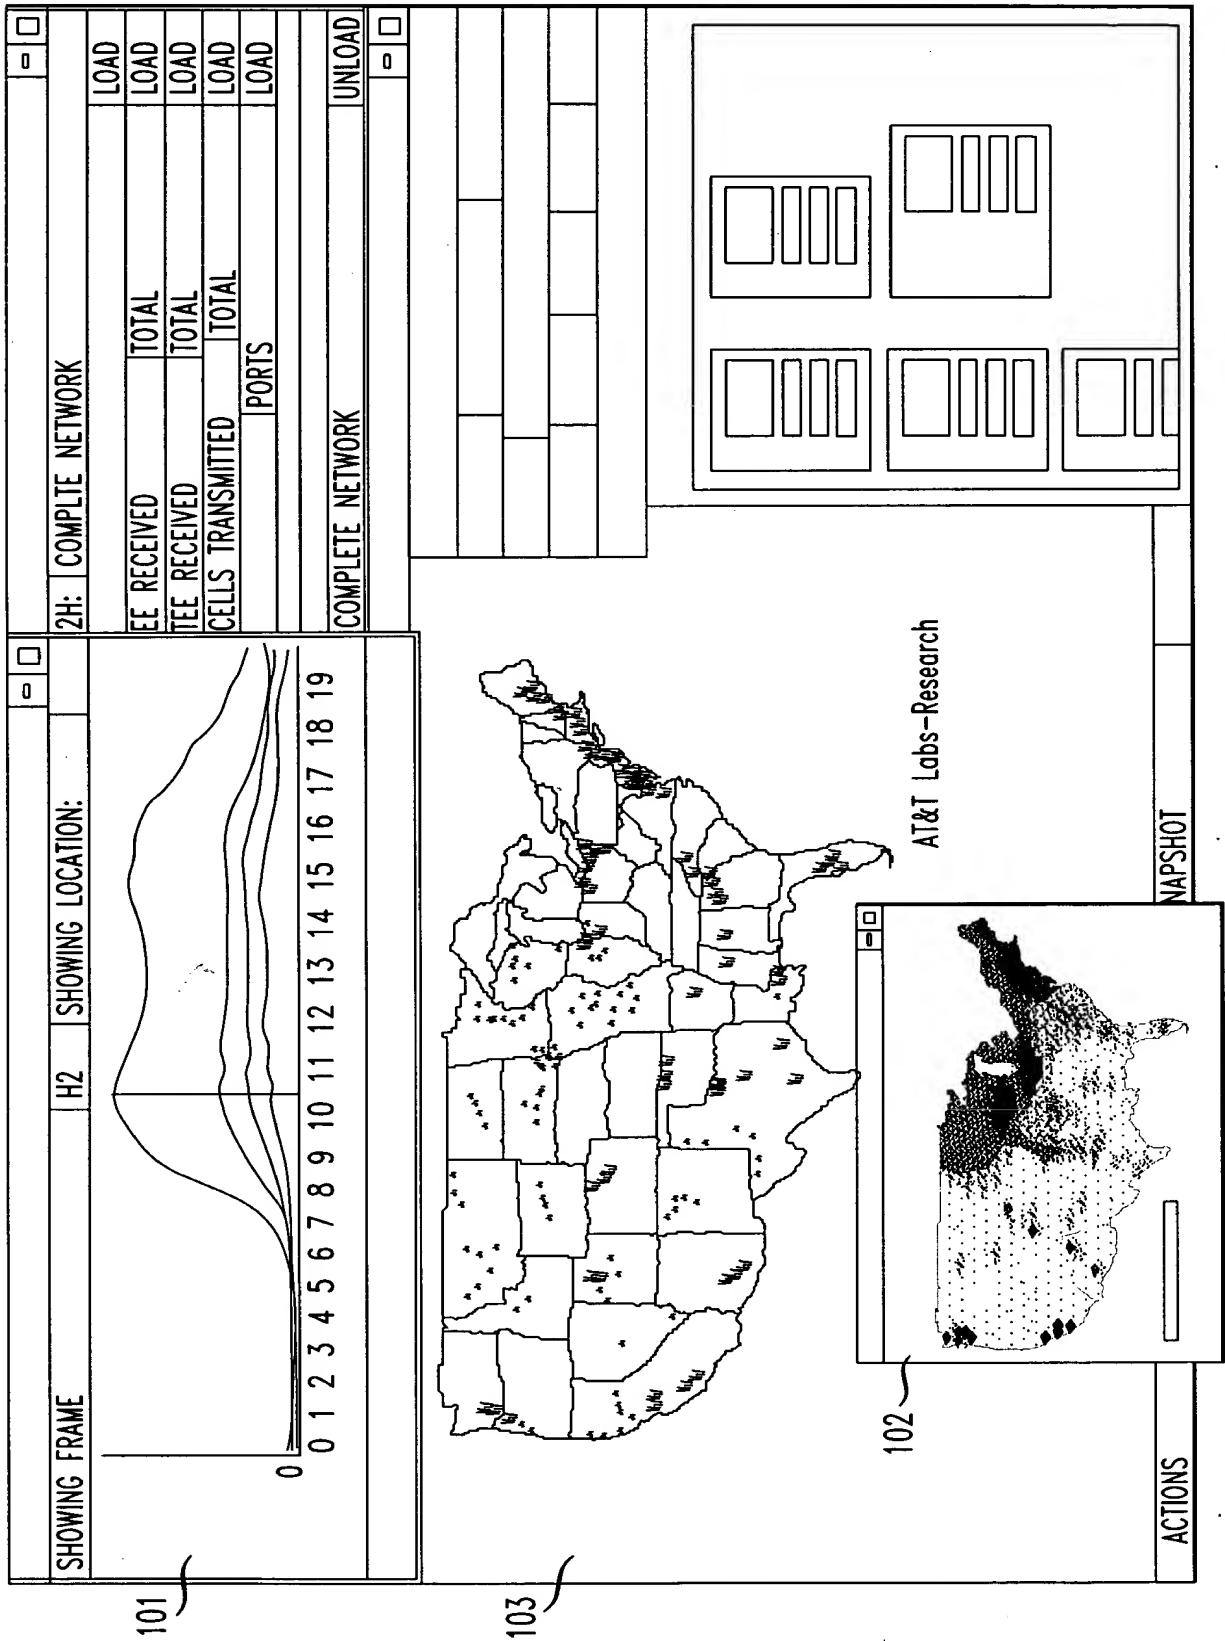 SHOWING FRAME
H2
SHOWING LOCATION:
0
0 1 2 3 4 5 6 7 8 9 10 11 12 13 14 15 16 17 18 19
101
2H:
COMPLTE NETWORK
LOAD
EE RECEIVED
TOTAL
LOAD
TEE RECEIVED
TOTAL
LOAD
CELLS TRANSMITTED
TOTAL
LOAD
PORTS
LOAD
COMPLETE NETWORK
UNLOAD
103
AT&T Labs-Research
102
ACTIONS
NAPSHOT